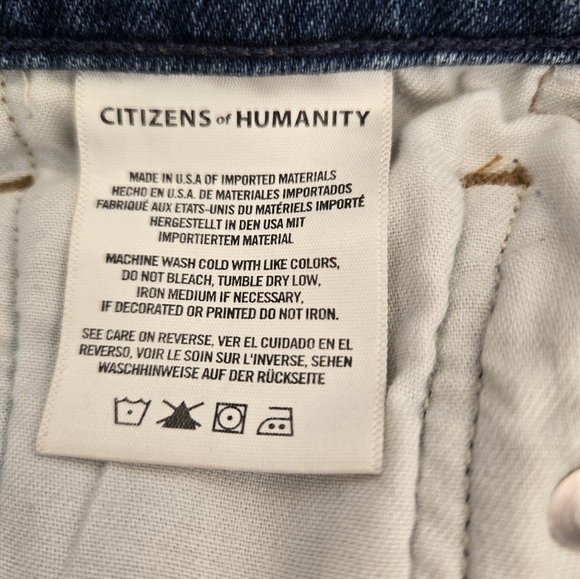 CITIZENS of HUMANITY
MADE IN U.S.A OF IMPORTED MATERIALS
HECHO EN U.S.A. DE MATERIALES IMPORTADOS
FABRIQUÉ AUX ETATS-UNIS DU MATÉRIELS IMPORTÉ
HERGESTELLT IN DEN USA MIT
IMPORTIERTEM MATERIAL
MACHINE WASH COLD WITH LIKE COLORS,
DO NOT BLEACH, TUMBLE DRY LOW,
IRON MEDIUM IF NECESSARY,
IF DECORATED OR PRINTED DO NOT IRON.
SEE CARE ON REVERSE, VER EL CUIDADO EN EL
REVERSO, VOIR LE SOIN SUR L'INVERSE, SEHEN
WASCHHINWEISE AUF DER RÜCKSEITE